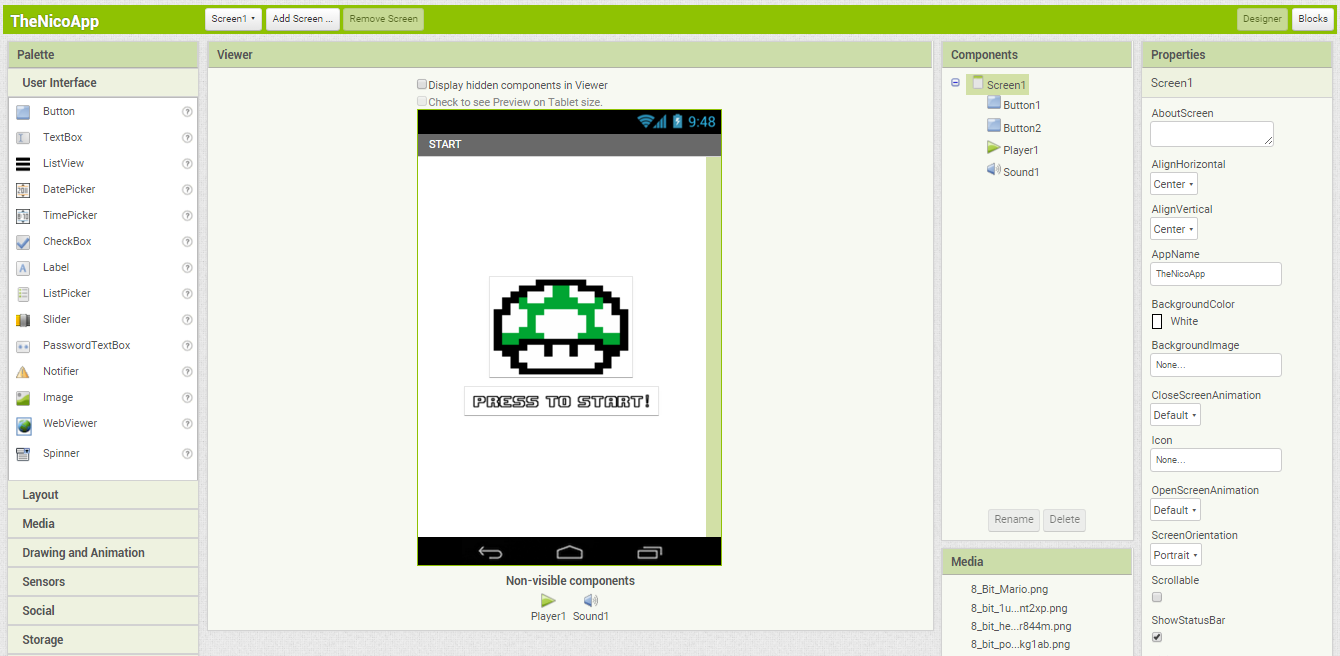 TheNicoApp
Screen1
Add Screen ...
Remove Screen
Designer
Blocks
Palette
User Interface
Button
TextBox
ListView
DatePicker
TimePicker
CheckBox
Label
ListPicker
Slider
PasswordTextBox
Notifier
Image
WebViewer
Spinner
Layout
Media
Drawing and Animation
Sensors
Social
Storage
Viewer
Display hidden components in Viewer
Check to see Preview on Tablet size.
9:48
START
PRESS TO START!
Non-visible components
Player1
Sound1
Components
Screen1
Button1
Button2
Player1
Sound1
Rename
Delete
Media
8_Bit_Mario.png
8_bit_1u...nt2xp.png
8_bit_he...r844m.png
8_bit_po...kg1ab.png
Properties
Screen1
AboutScreen
AlignHorizontal
Center
AlignVertical
Center
AppName
TheNicoApp
BackgroundColor
White
BackgroundImage
None...
CloseScreenAnimation
Default
Icon
None...
OpenScreenAnimation
Default
ScreenOrientation
Portrait
Scrollable
ShowStatusBar